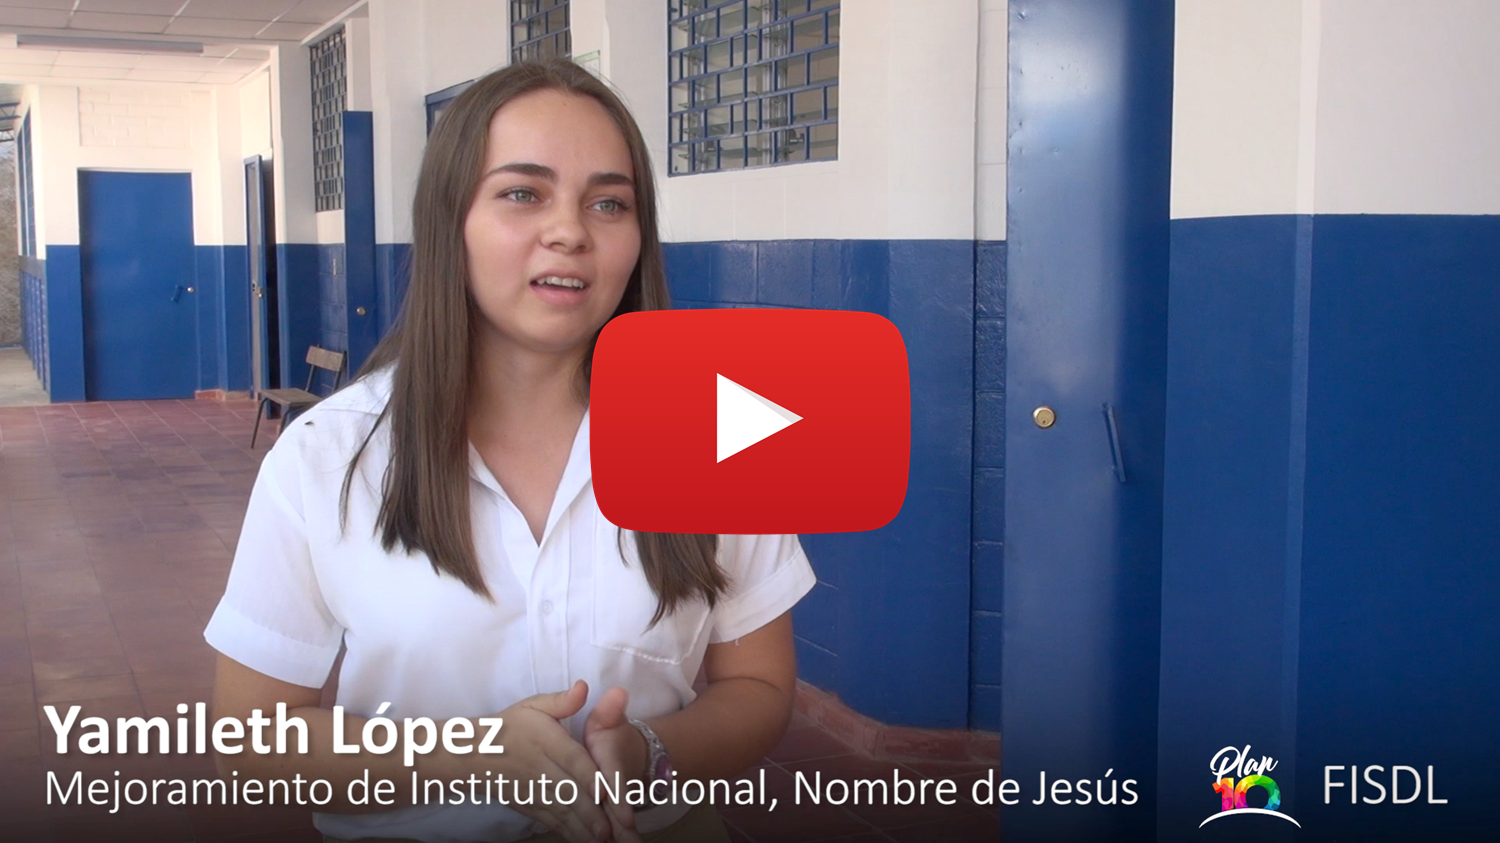 Yamileth López
Mejoramiento de Instituto Nacional, Nombre de Jesús
Plan
10
FISDL